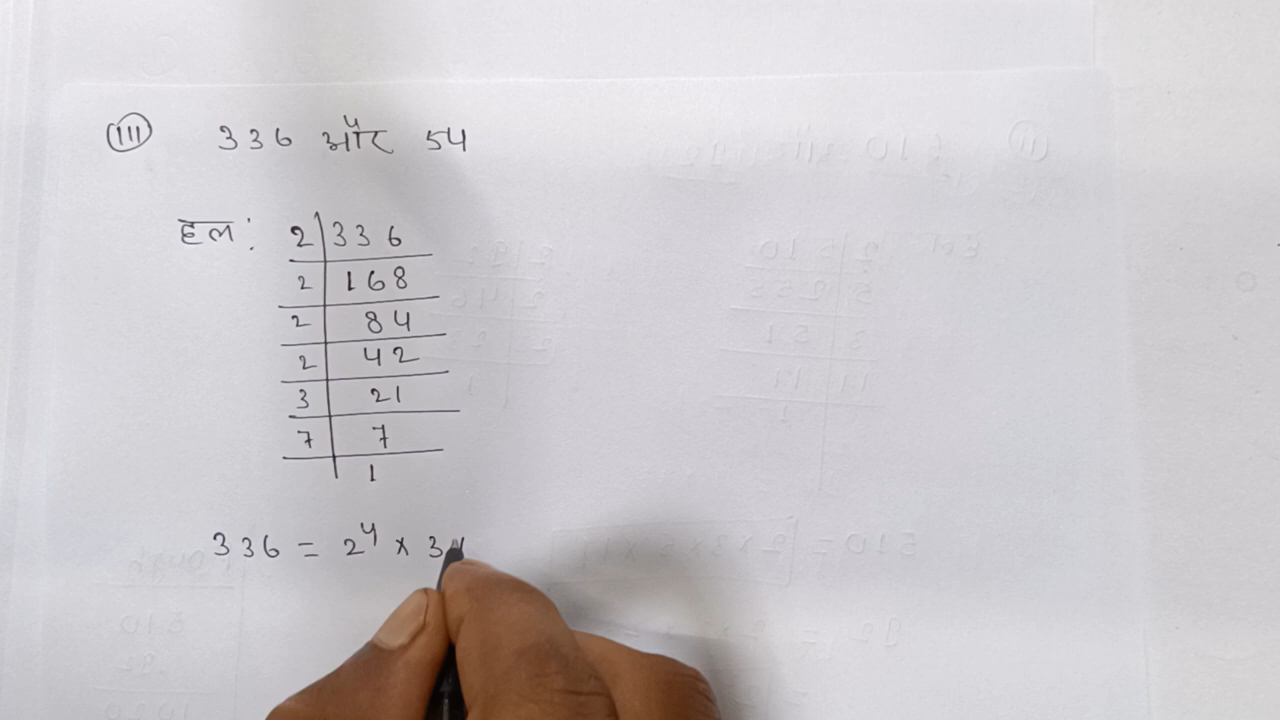 (III) 336 और 54
हल : 2 | 336
2 | 168
2 | 84
2 | 42
3 | 21
7 | 7
1
336 = 2⁴ × 3